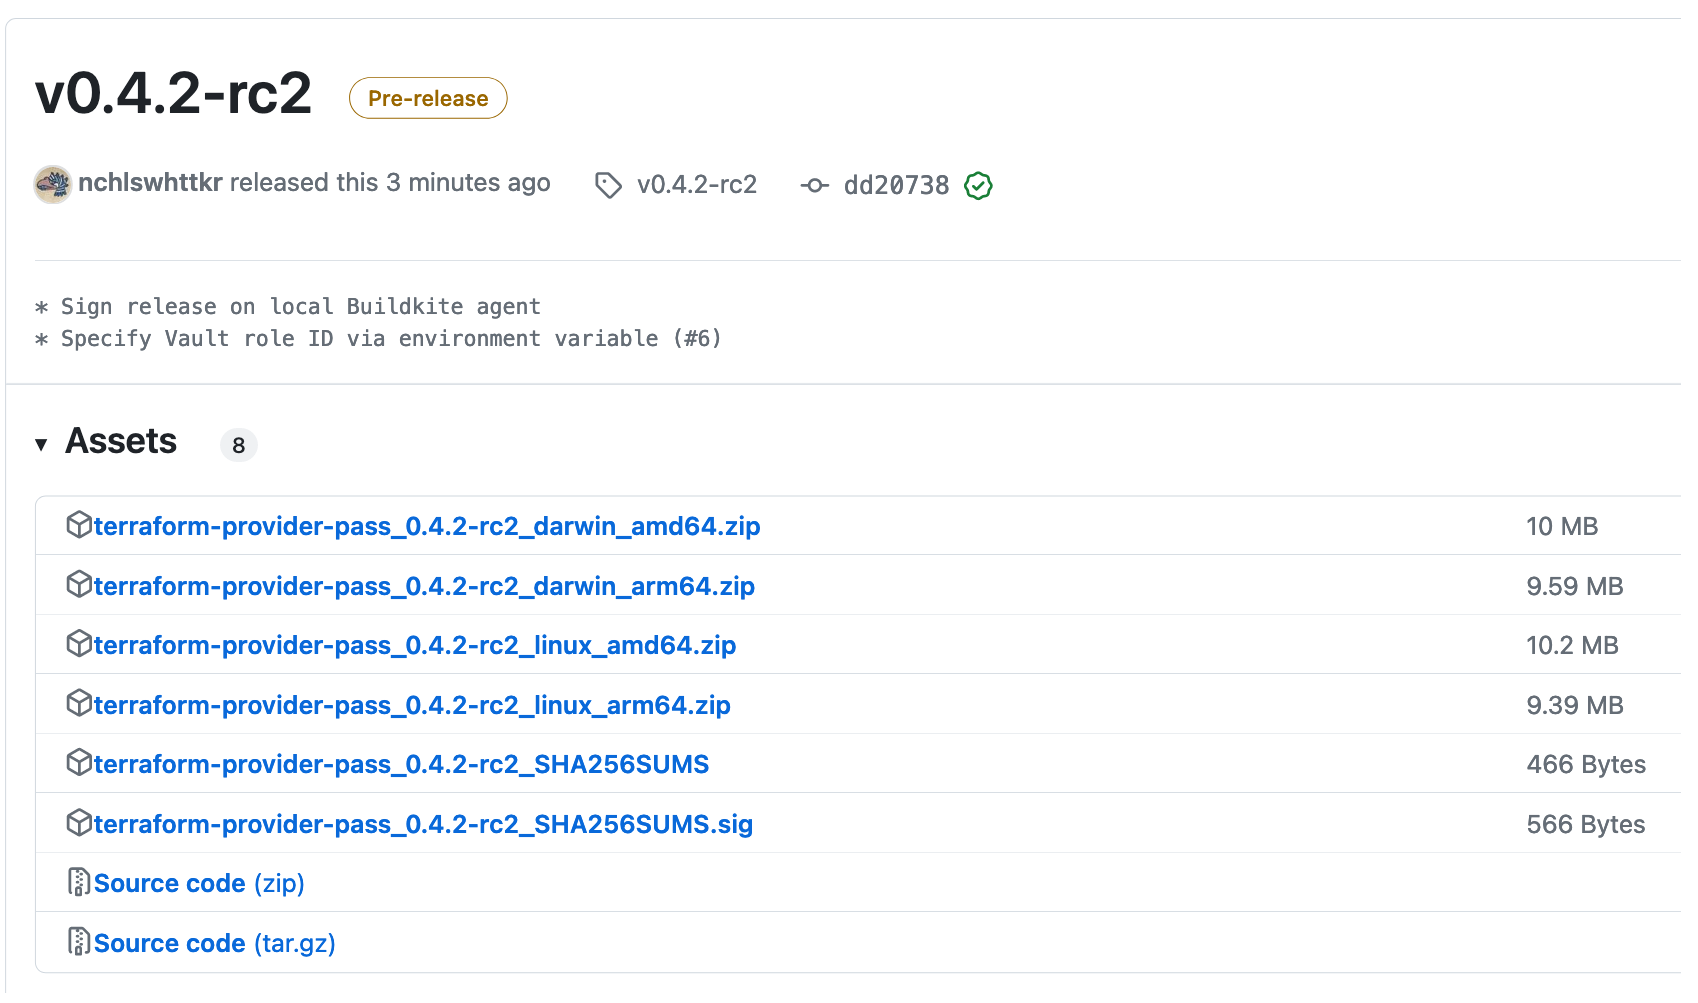 v0.4.2-rc2 Pre-release
nchlswhttkr released this 3 minutes ago v0.4.2-rc2 dd20738
* Sign release on local Buildkite agent
* Specify Vault role ID via environment variable (#6)
▼ Assets 8
terraform-provider-pass_0.4.2-rc2_darwin_amd64.zip 10 MB
terraform-provider-pass_0.4.2-rc2_darwin_arm64.zip 9.59 MB
terraform-provider-pass_0.4.2-rc2_linux_amd64.zip 10.2 MB
terraform-provider-pass_0.4.2-rc2_linux_arm64.zip 9.39 MB
terraform-provider-pass_0.4.2-rc2_SHA256SUMS 466 Bytes
terraform-provider-pass_0.4.2-rc2_SHA256SUMS.sig 566 Bytes
Source code (zip)
Source code (tar.gz)